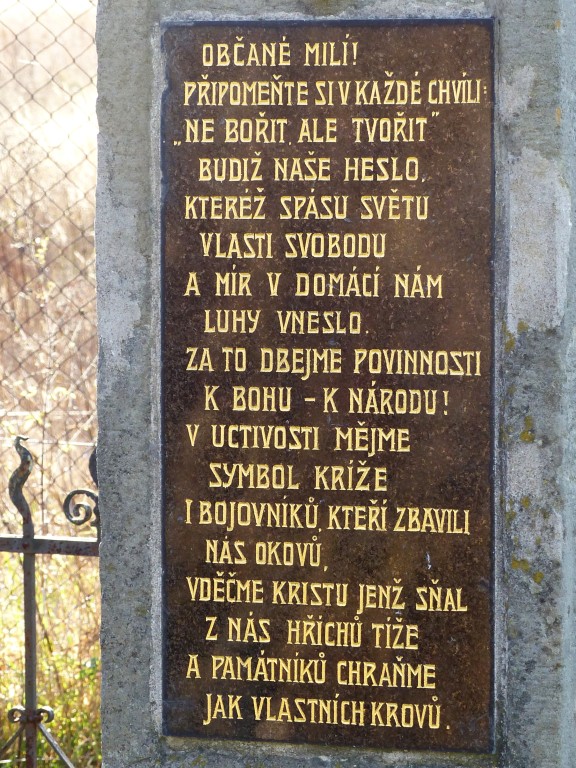 OBČANÉ MILÍ!
PŘIPOMEŇTE SI V KAŽDÉ CHVÍLI:
„NE BOŘIT, ALE TVOŘIT"
BUDIŽ NAŠE HESLO,
KTERÉŽ SPÁSU SVĚTU
VLASTI SVOBODU
A MÍR V DOMÁCÍ NÁM
LUHY VNESLO.
ZA TO DBEJME POVINNOSTI
K BOHU – K NÁRODU!
V UCTIVOSTI MĚJME
SYMBOL KRÍŽE
I BOJOVNÍKŮ, KTEŘÍ ZBAVILI
NÁS OKOVŮ,
VDĚČME KRISTU JENŽ SŇAL
Z NÁS HŘÍCHŮ TÍŽE
A PAMÁTNÍKŮ CHRAŇME
JAK VLASTNÍCH KROVŮ.